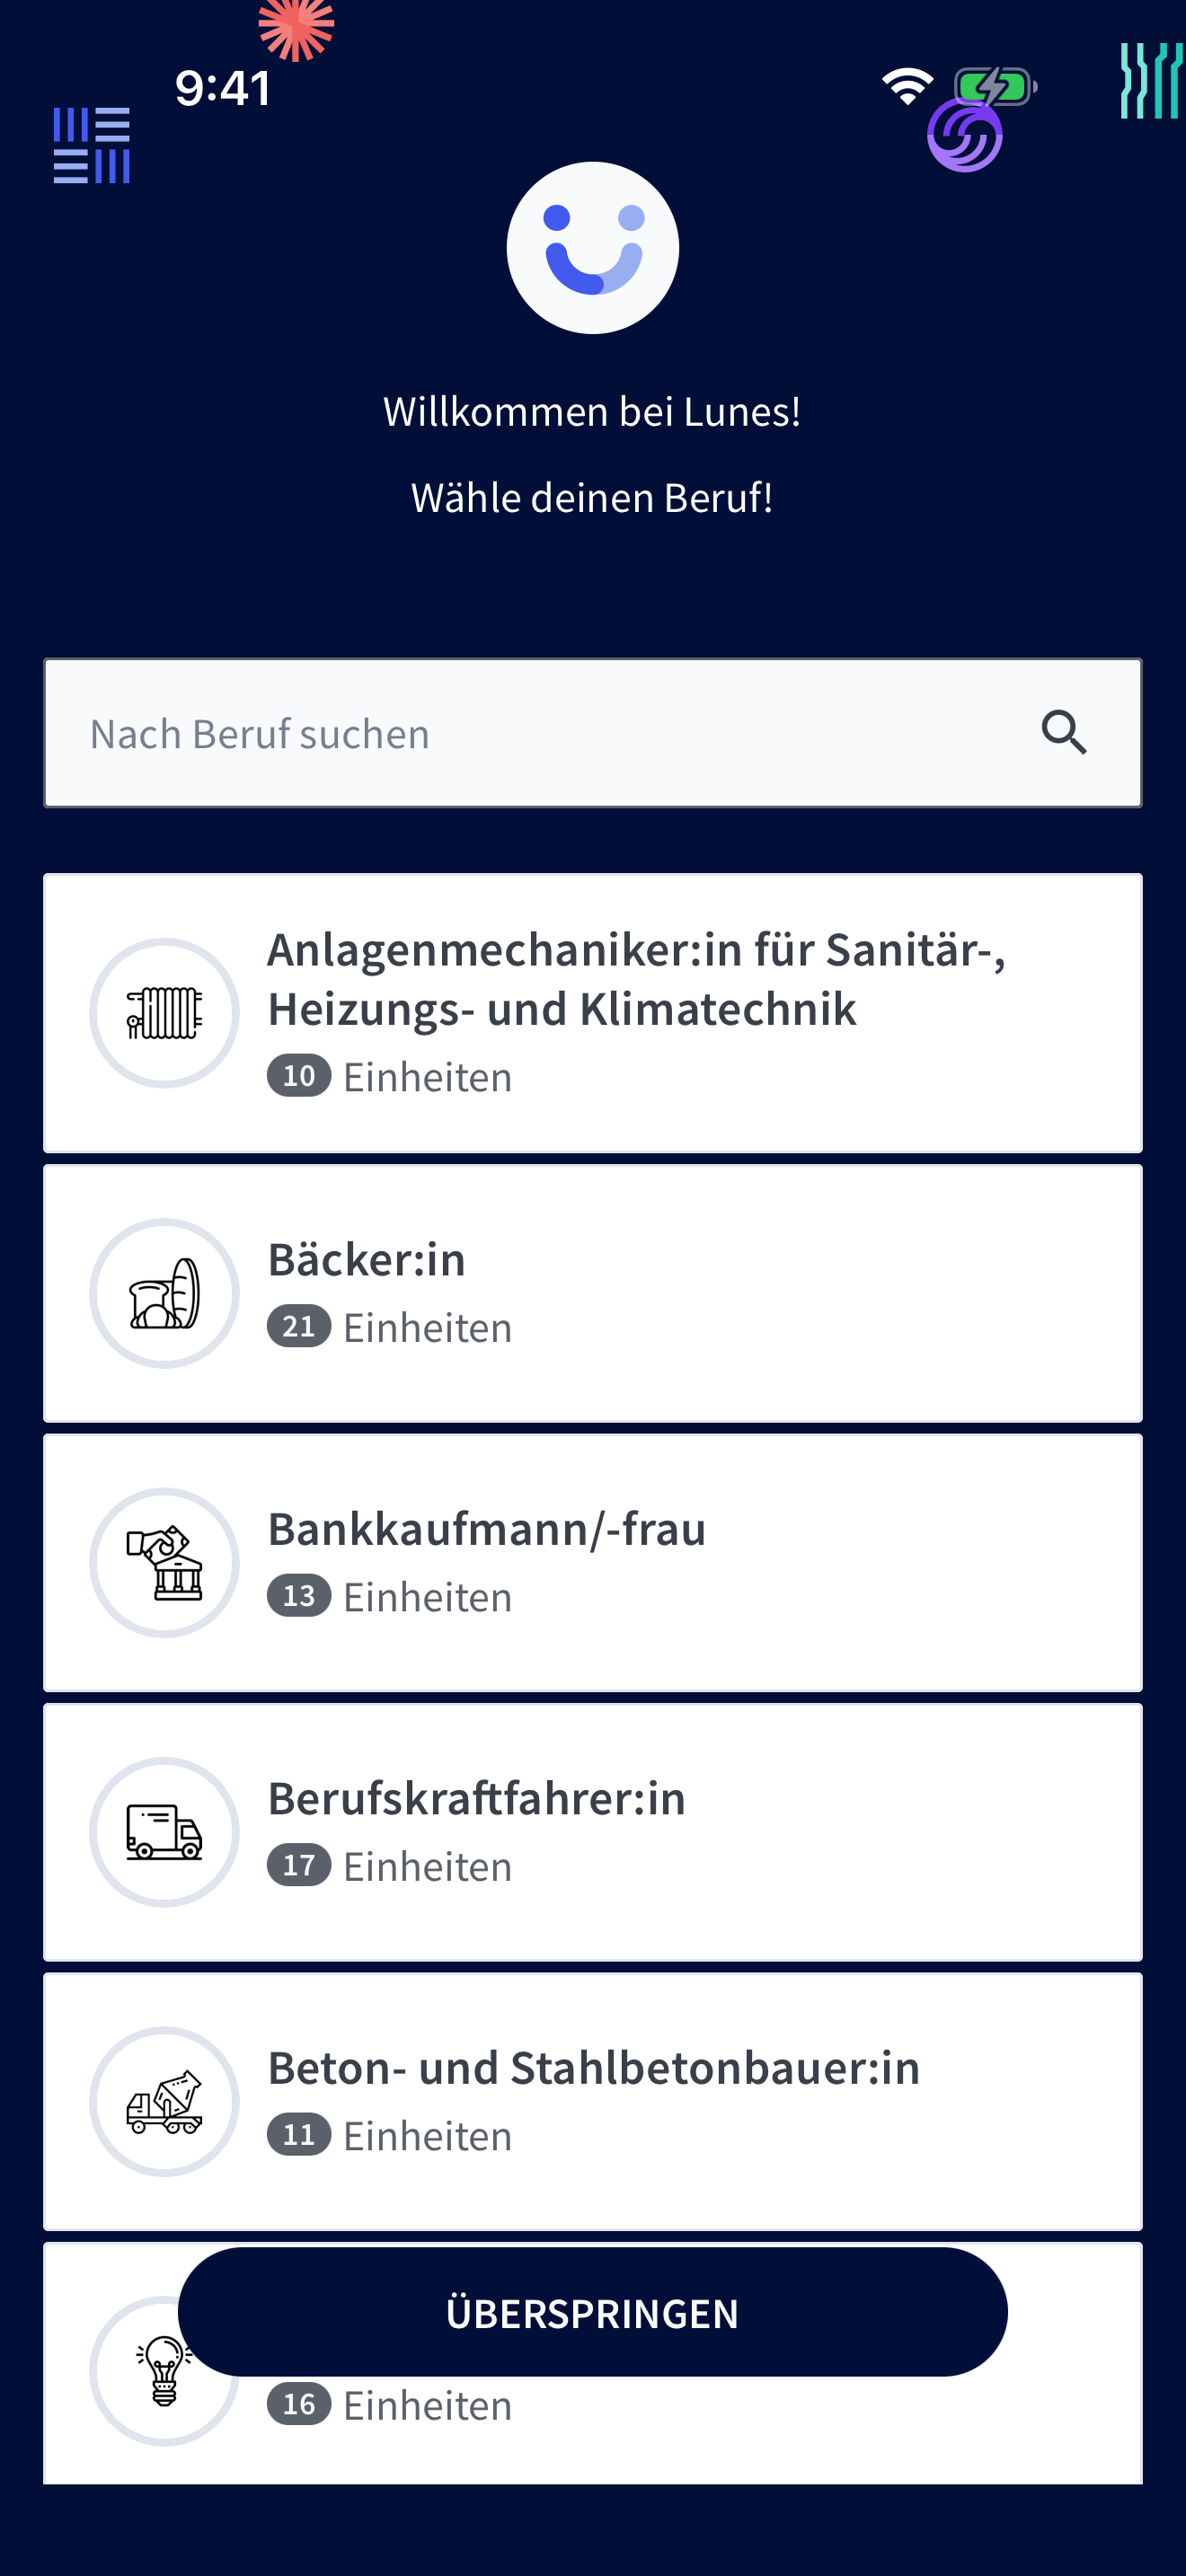 9:41
Willkommen bei Lunes!
Wähle deinen Beruf!
Nach Beruf suchen
Anlagenmechaniker:in für Sanitär-,
Heizungs- und Klimatechnik
10 Einheiten
Bäcker:in
21 Einheiten
Bankkaufmann/-frau
13 Einheiten
Berufskraftfahrer:in
17 Einheiten
Beton- und Stahlbetonbauer:in
11 Einheiten
ÜBERSPRINGEN
16 Einheiten